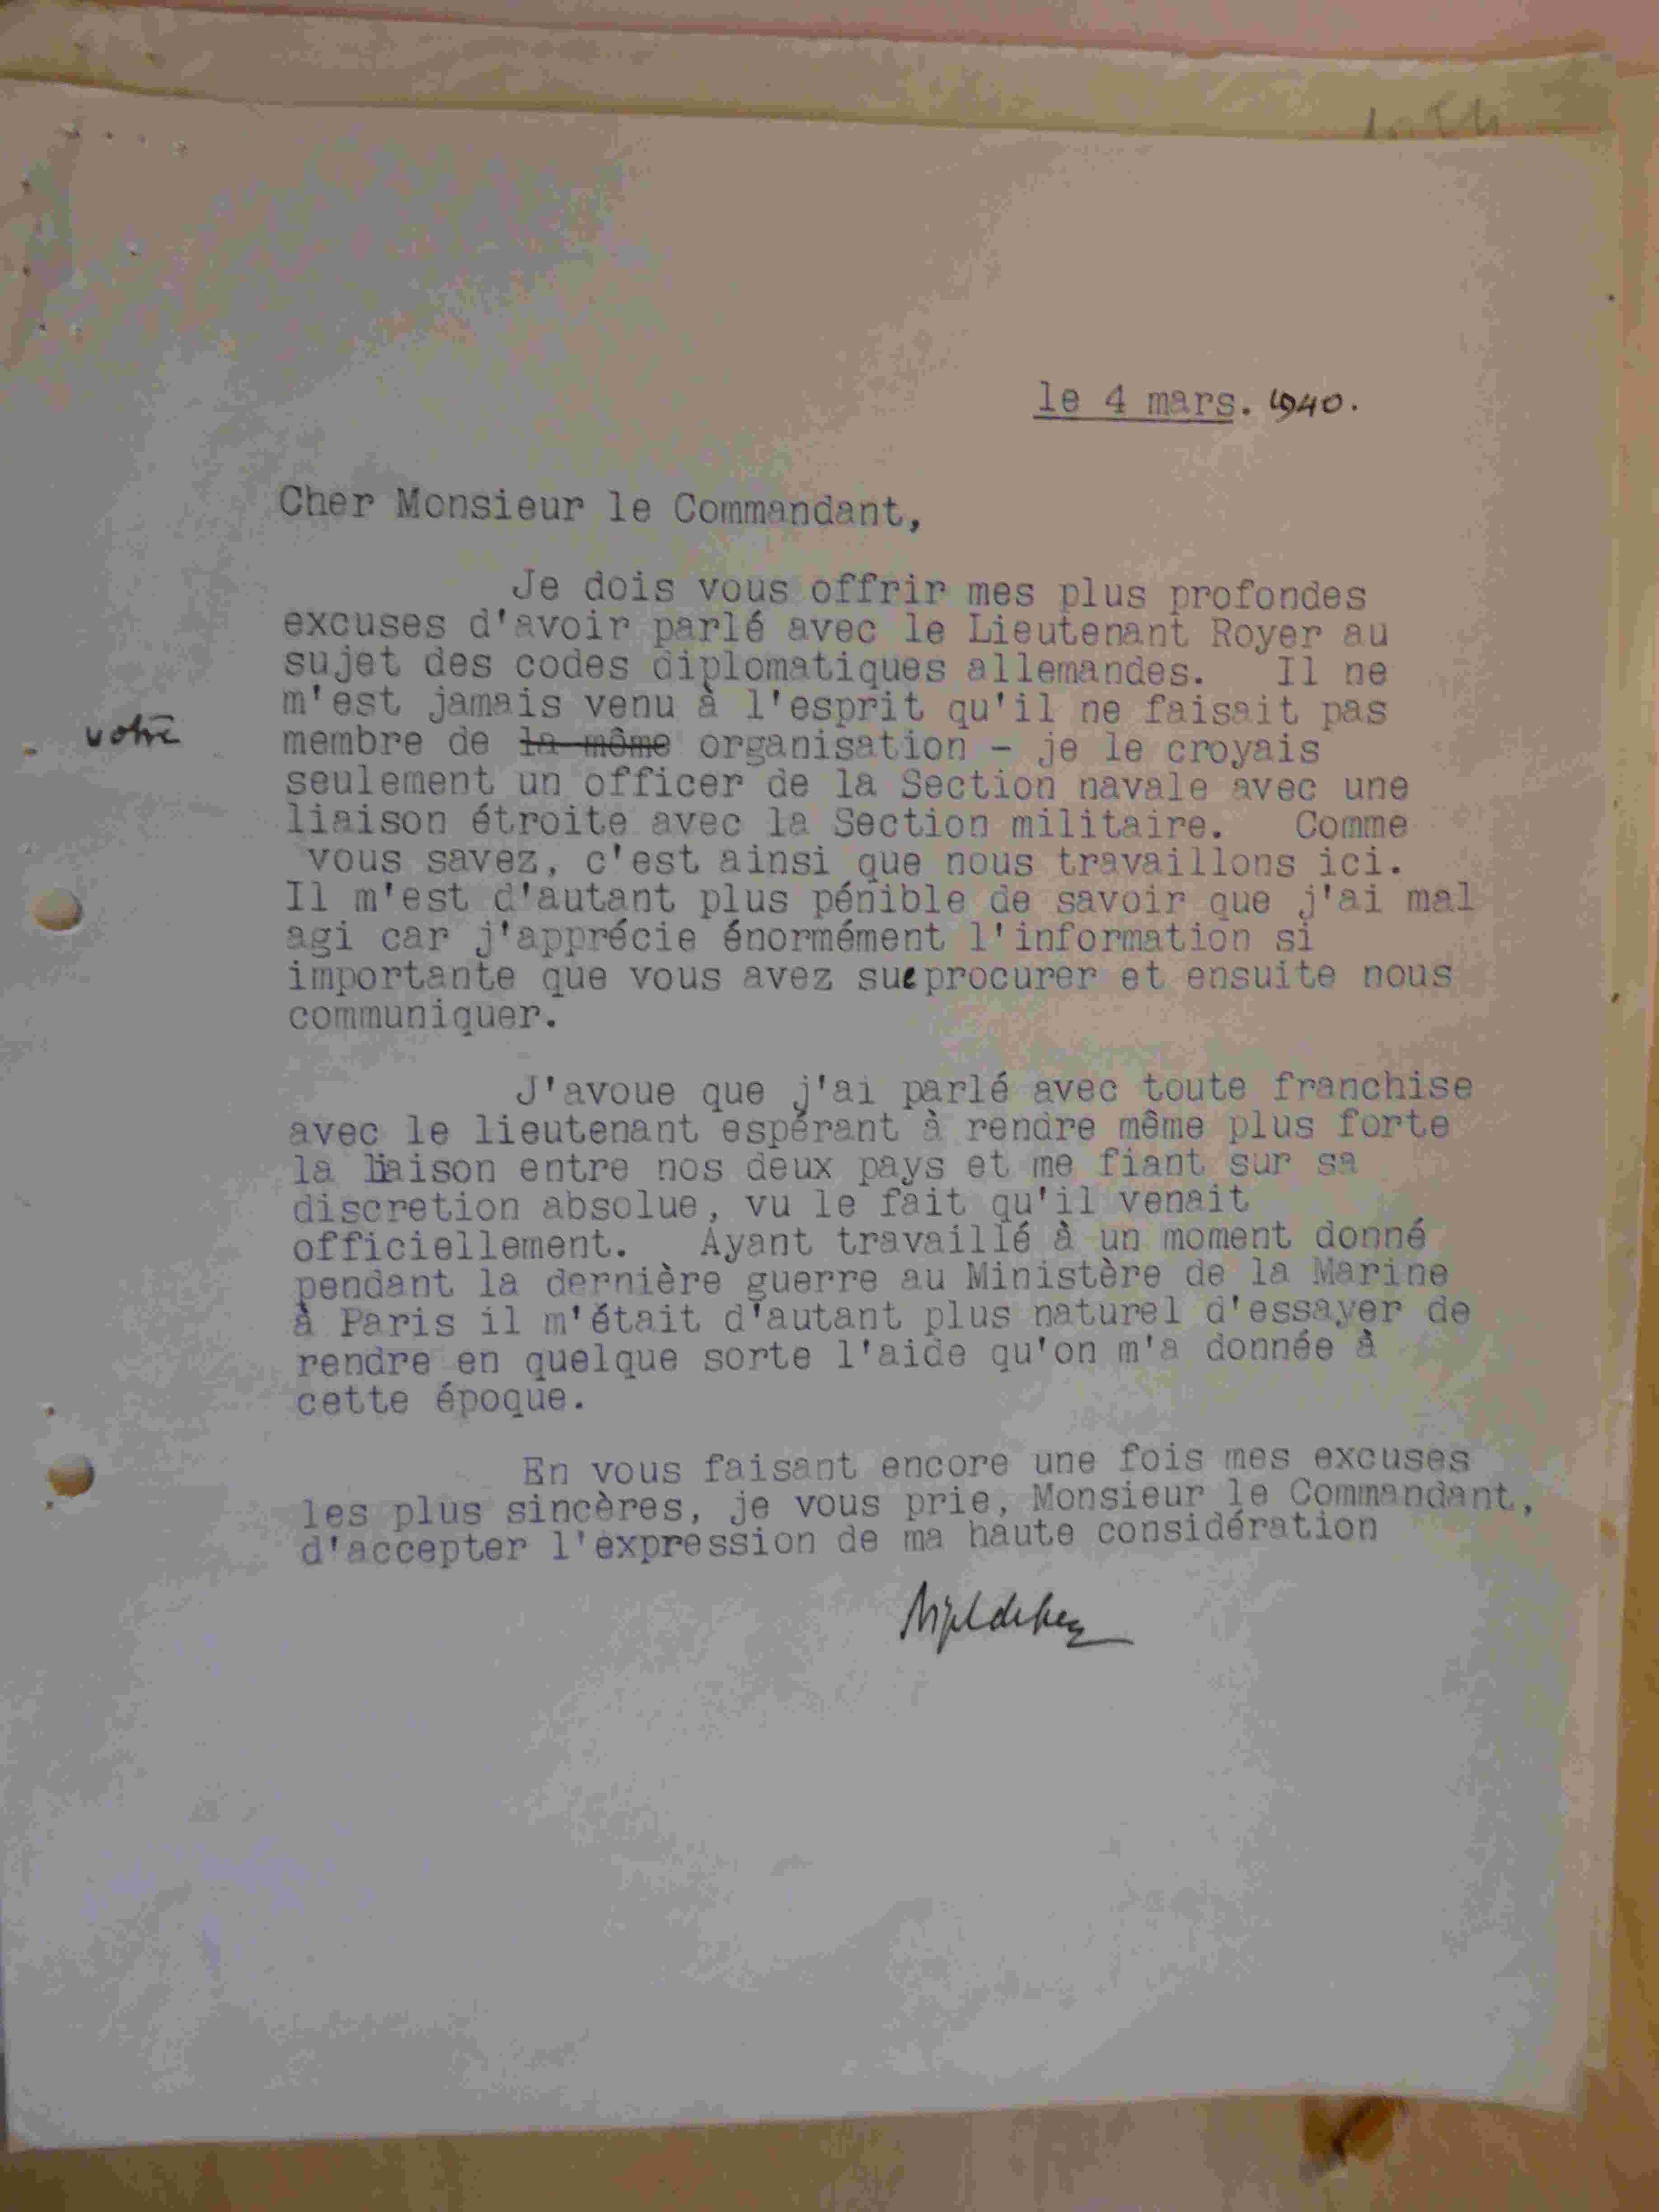 le 4 mars. 1940.
Cher Monsieur le Commandant,
Je dois vous offrir mes plus profondes
excuses d'avoir parlé avec le Lieutenant Royer au
sujet des codes diplomatiques allemandes. Il ne
m'est jamais venu à l'esprit qu'il ne faisait pas
votre
membre de la même organisation - je le croyais
seulement un officer de la Section navale avec une
liaison étroite avec la Section militaire. Comme
vous savez, c'est ainsi que nous travaillons ici.
Il m'est d'autant plus pénible de savoir que j'ai mal
agi car j'apprécie énormément l'information si
importante que vous avez sue procurer et ensuite nous
communiquer.
J'avoue que j'ai parlé avec toute franchise
avec le lieutenant espérant à rendre même plus forte
la liaison entre nos deux pays et me fiant sur sa
discretion absolue, vu le fait qu'il venait
officiellement. Ayant travaillé à un moment donné
pendant la dernière guerre au Ministère de la Marine
à Paris il m'était d'autant plus naturel d'essayer de
rendre en quelque sorte l'aide qu'on m'a donnée à
cette époque.
En vous faisant encore une fois mes excuses
les plus sincères, je vous prie, Monsieur le Commandant,
d'accepter l'expression de ma haute considération